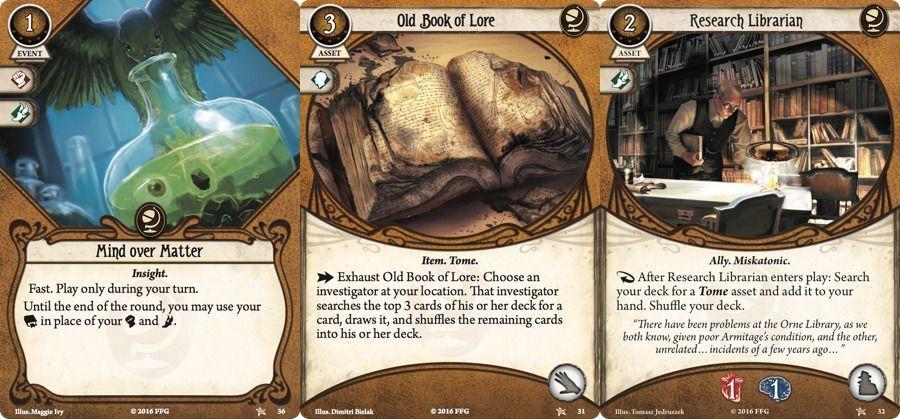 1
EVENT
Mind over Matter
Insight.
Fast. Play only during your turn.
Until the end of the round, you may use your
in place of your and .
Illus. Maggie Ivy © 2016 FFG 36
3
ASSET
Old Book of Lore
Item. Tome.
Exhaust Old Book of Lore: Choose an
investigator at your location. That investigator
searches the top 3 cards of his or her deck for a
card, draws it, and shuffles the remaining cards
into his or her deck.
Illus. Dimitri Bielak © 2016 FFG 31
2
ASSET
Research Librarian
Ally. Miskatonic.
After Research Librarian enters play: Search
your deck for a Tome asset and add it to your
hand. Shuffle your deck.
“There have been problems at the Orne Library, as we
both know, given poor Armitage’s condition, and the other,
unrelated… incidents of a few years ago…”
1 1
Illus. Tomasz Jedruszek © 2016 FFG 32